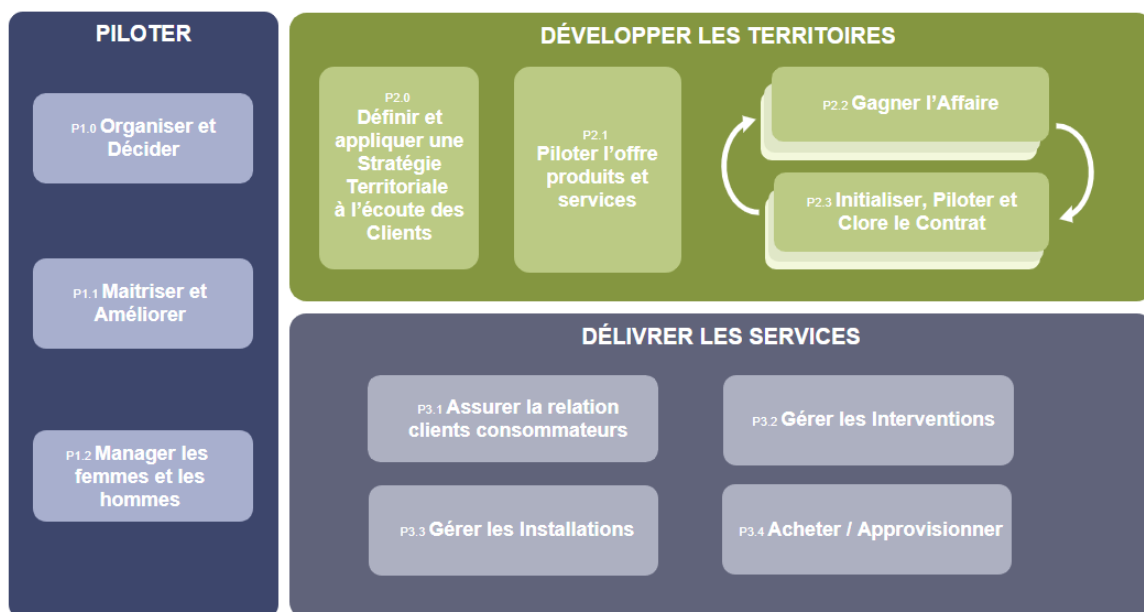 PILOTER
P1.0 Organiser et
Décider
P1.1 Maitriser et
Améliorer
P1.2 Manager les
femmes et les
hommes
DÉVELOPPER LES TERRITOIRES
P2.0
Définir et
appliquer une
Stratégie
Territoriale
à l’écoute des
Clients
P2.1
Piloter l’offre
produits et
services
P2.2 Gagner l’Affaire
P2.3 Initialiser, Piloter et
Clore le Contrat
DÉLIVRER LES SERVICES
P3.1 Assurer la relation
clients consommateurs
P3.2 Gérer les Interventions
P3.3 Gérer les Installations
P3.4 Acheter / Approvisionner